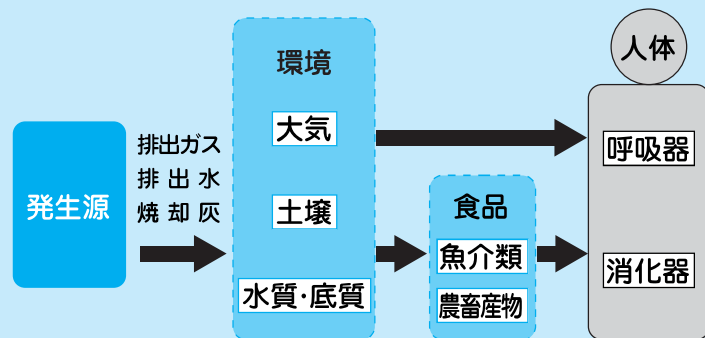 発生源
排出ガス
排出水
焼却灰
環境
大気
土壌
水質・底質
食品
魚介類
農畜産物
人体
呼吸器
消化器